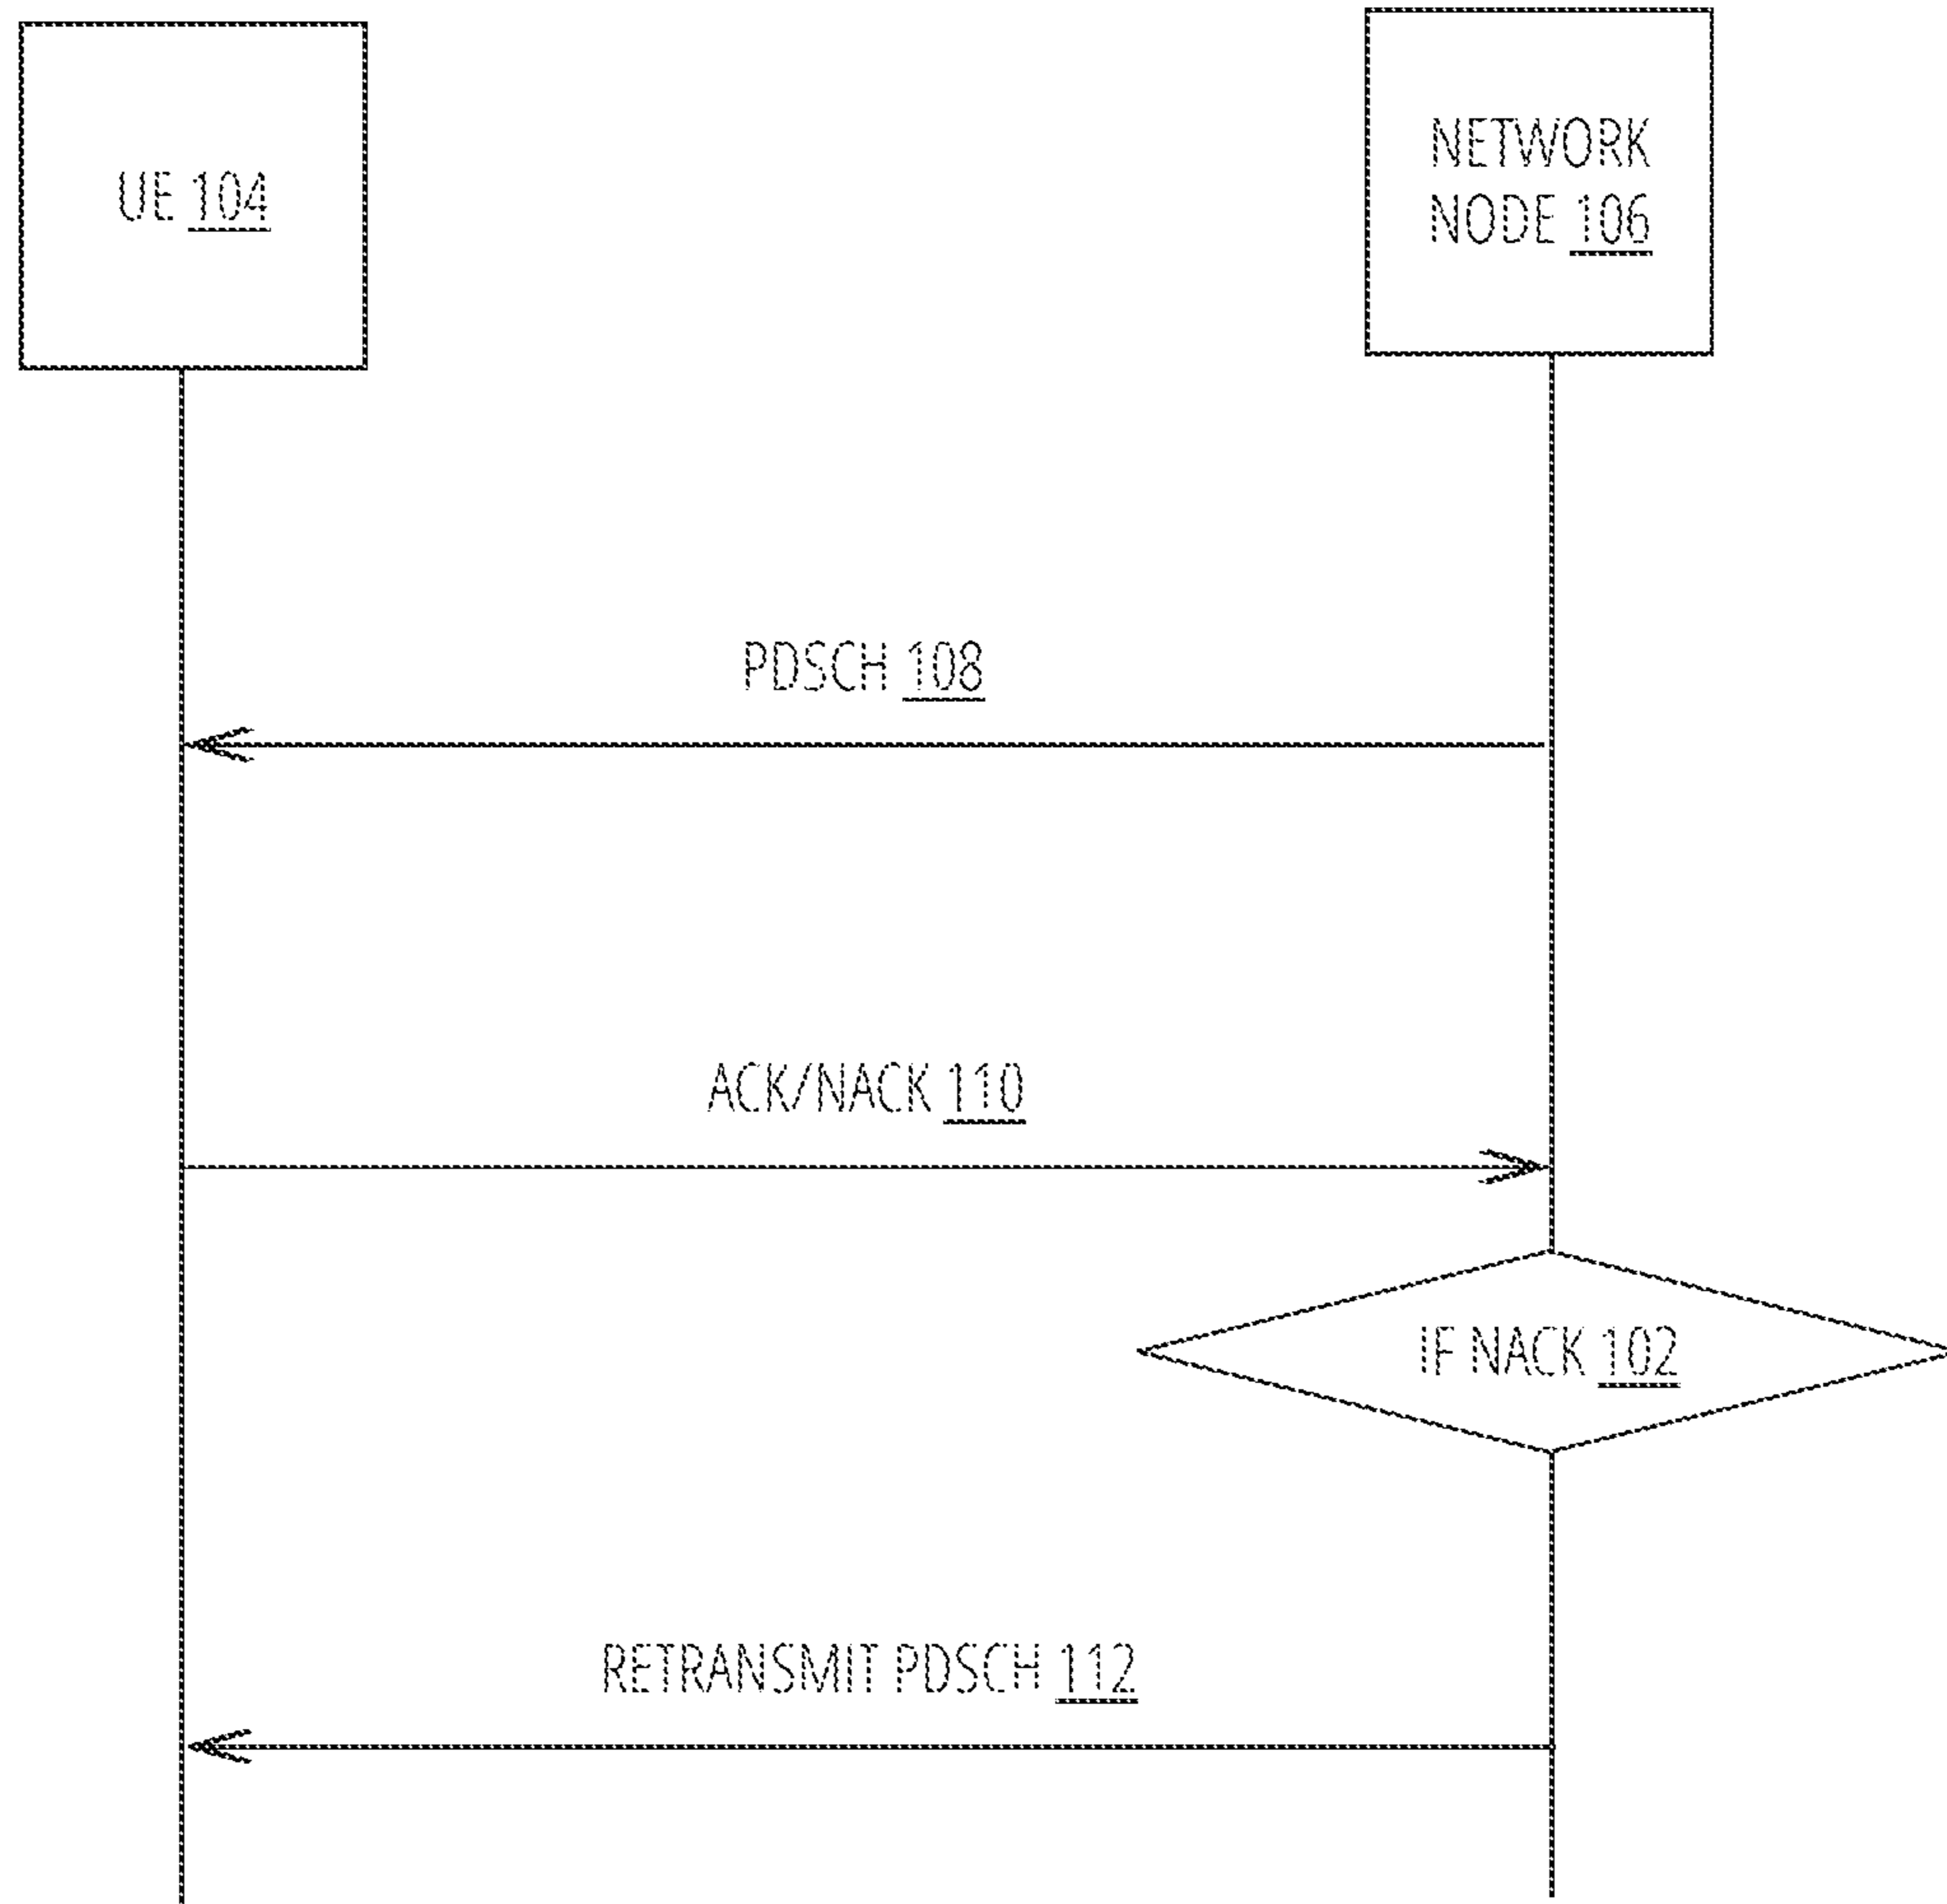 UE 104
NETWORK
NODE 106
PDSCH 108
ACK/NACK 110
IF NACK 102
RETRANSMIT PDSCH 112